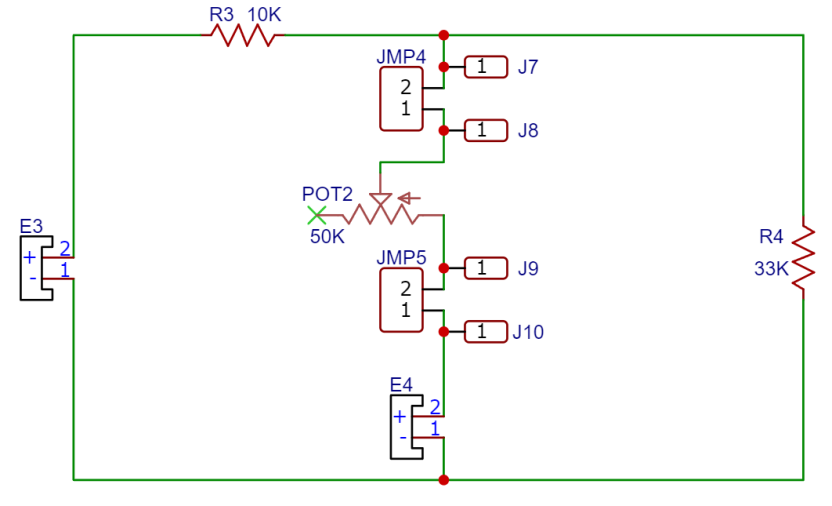 R3 10K
JMP4
2
1
1 J7
1 J8
POT2
50K
E3
+ 2
- 1
JMP5
2
1
1 J9
1 J10
R4
33K
E4
+ 2
- 1